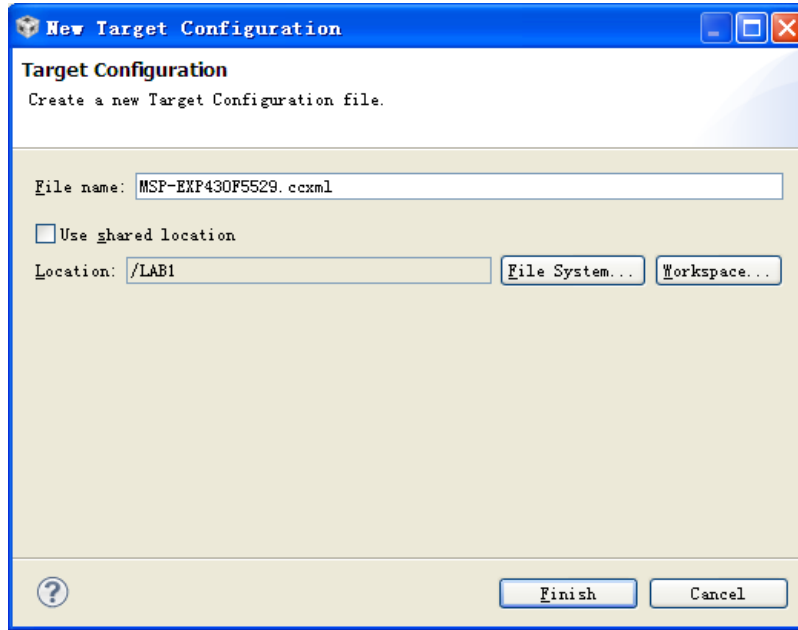 New Target Configuration
Target Configuration
Create a new Target Configuration file.
File name: MSP-EXP430F5529.ccxml
Use shared location
Location: /LAB1 File System... Workspace...
Finish Cancel